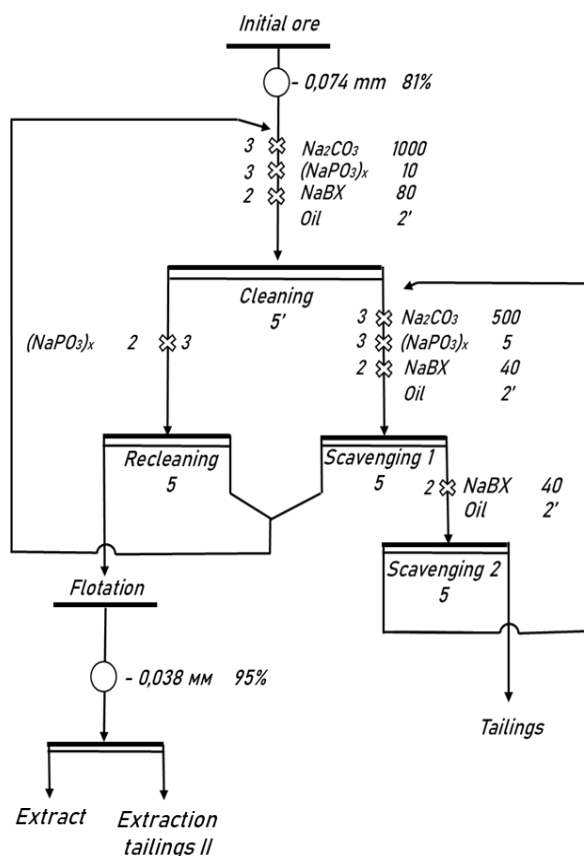 Initial ore
- 0,074 mm 81%
3 Na₂CO₃ 1000
3 (NaPO₃)ₓ 10
2 NaBX 80
Oil 2'
Cleaning
5'
(NaPO₃)ₓ 2 3
3 Na₂CO₃ 500
3 (NaPO₃)ₓ 5
2 NaBX 40
Oil 2'
Recleaning
5
Scavenging 1
5
2 NaBX 40
Oil 2'
Scavenging 2
5
Flotation
- 0,038 мм 95%
Tailings
Extract
Extraction
tailings II